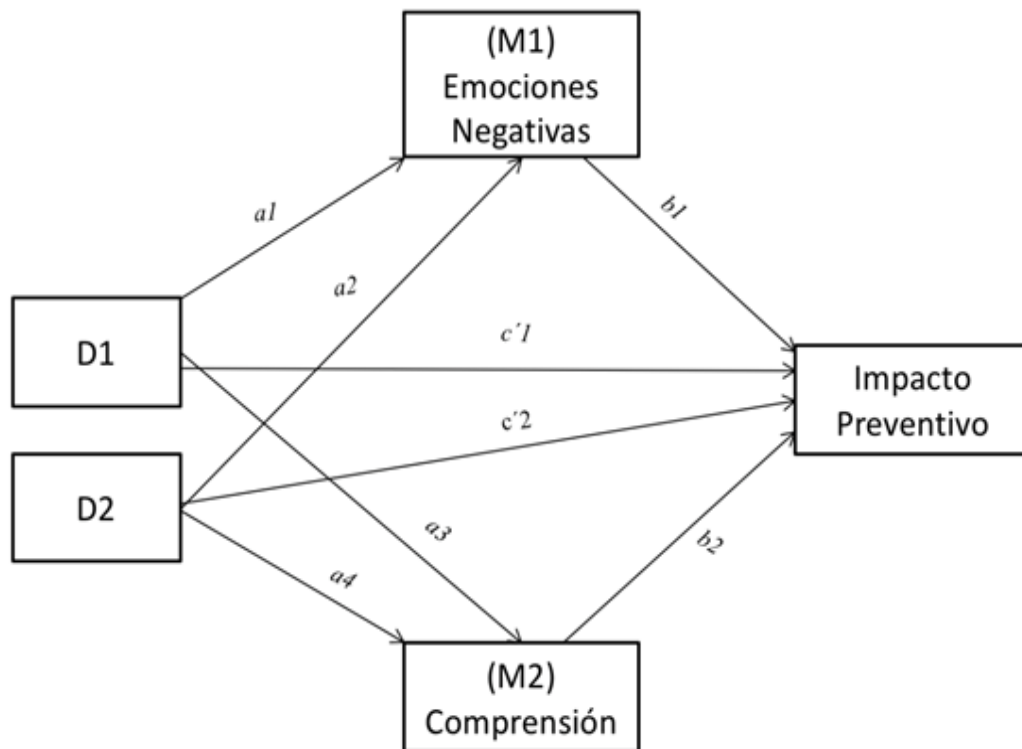 (M1)
Emociones
Negativas
a1
b1
a2
D1
c´1
Impacto
Preventivo
c´2
D2
a3
b2
a4
(M2)
Comprensión